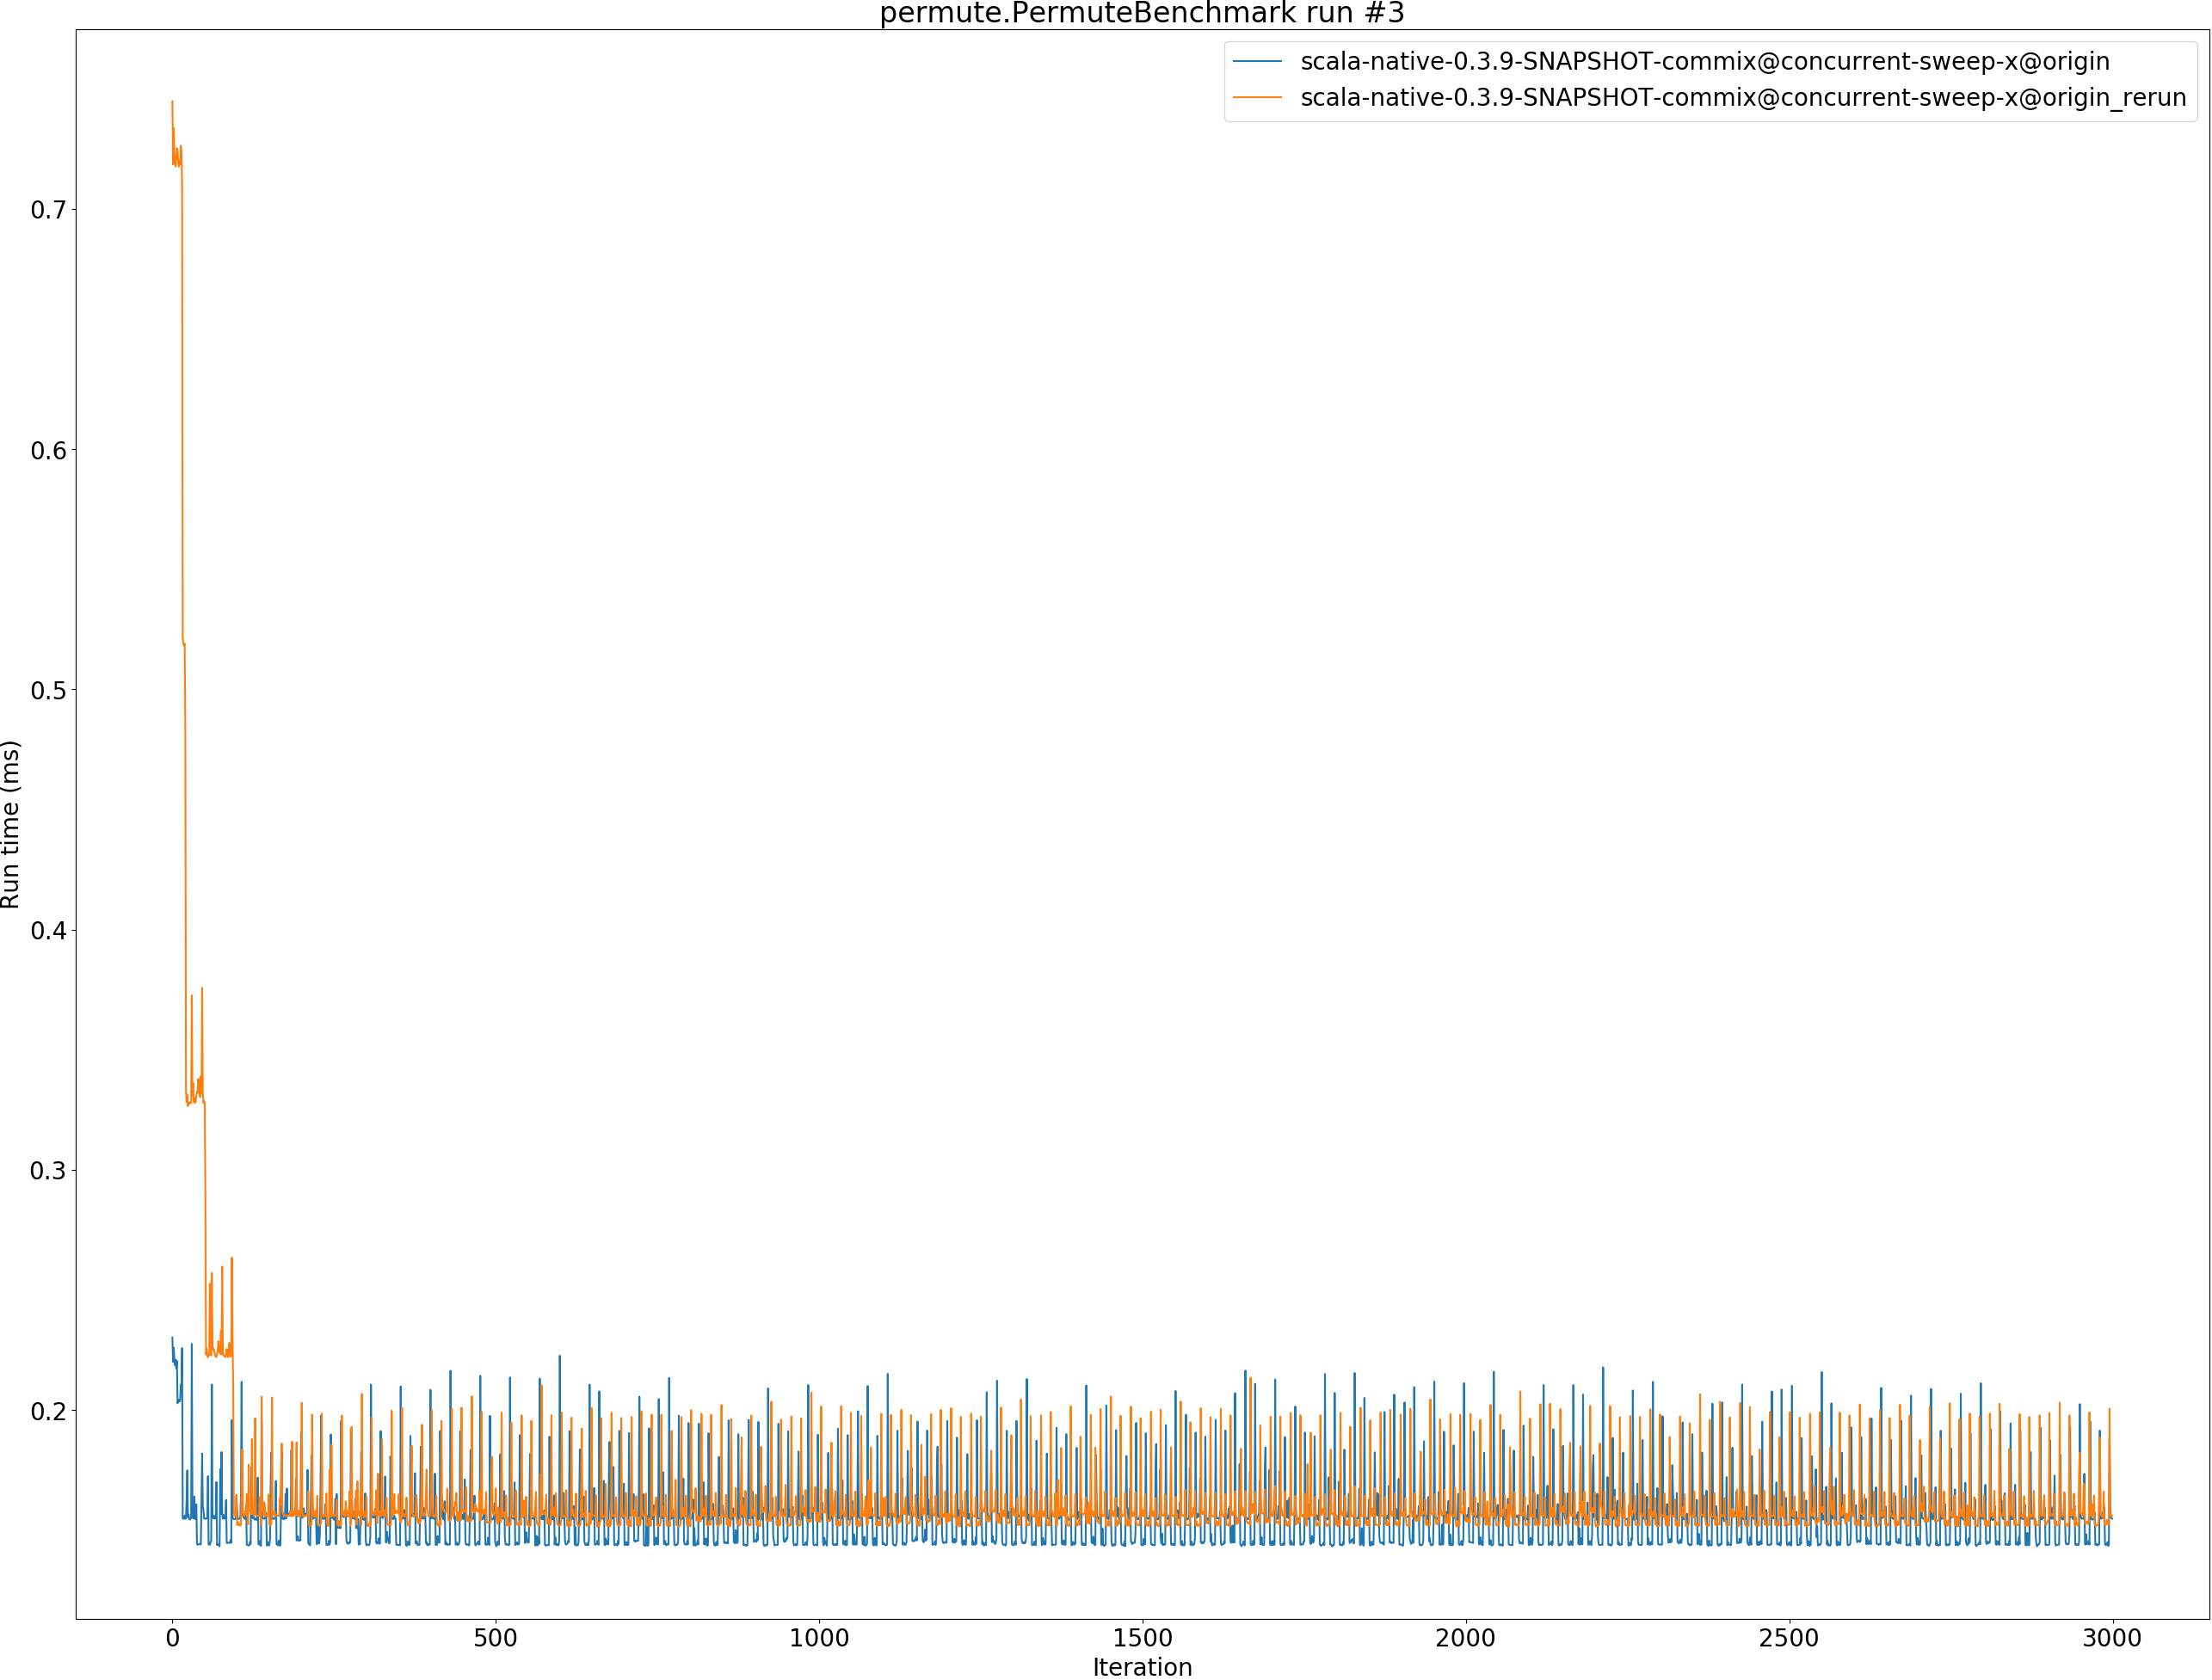 permute.PermuteBenchmark run #3
scala-native-0.3.9-SNAPSHOT-commix@concurrent-sweep-x@origin
scala-native-0.3.9-SNAPSHOT-commix@concurrent-sweep-x@origin_rerun
Run time (ms)
0.7
0.6
0.5
0.4
0.3
0.2
0 500 1000 1500 2000 2500 3000
Iteration